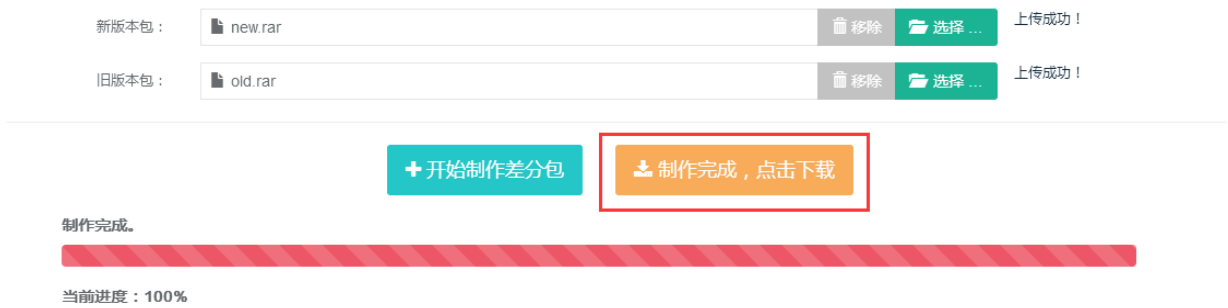 新版本包： new.rar 移除 选择 ... 上传成功！
旧版本包： old.rar 移除 选择 ... 上传成功！
开始制作差分包 制作完成，点击下载
制作完成。
当前进度：100%